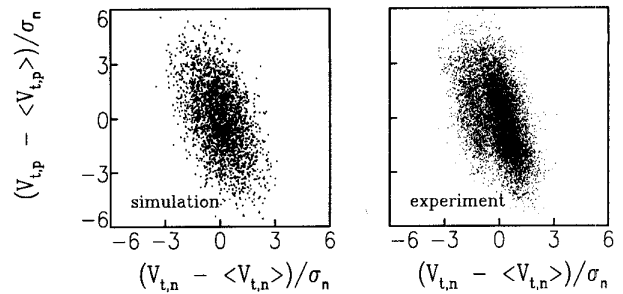 (V_{t,p} − <V_{t,p}>)/σ_n
6
3
0
−3
−6
simulation
experiment
−6 −3 0 3 6
−6 −3 0 3 6
(V_{t,n} − <V_{t,n}>)/σ_n
(V_{t,n} − <V_{t,n}>)/σ_n